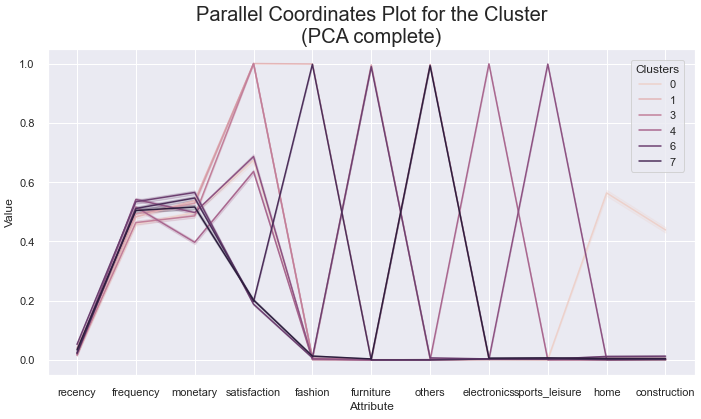 Parallel Coordinates Plot for the Cluster
(PCA complete)
Clusters
0
1
3
4
6
7
1.0
0.8
0.6
0.4
0.2
0.0
Value
recency frequency monetary satisfaction fashion furniture others electronics sports_leisure home construction
Attribute